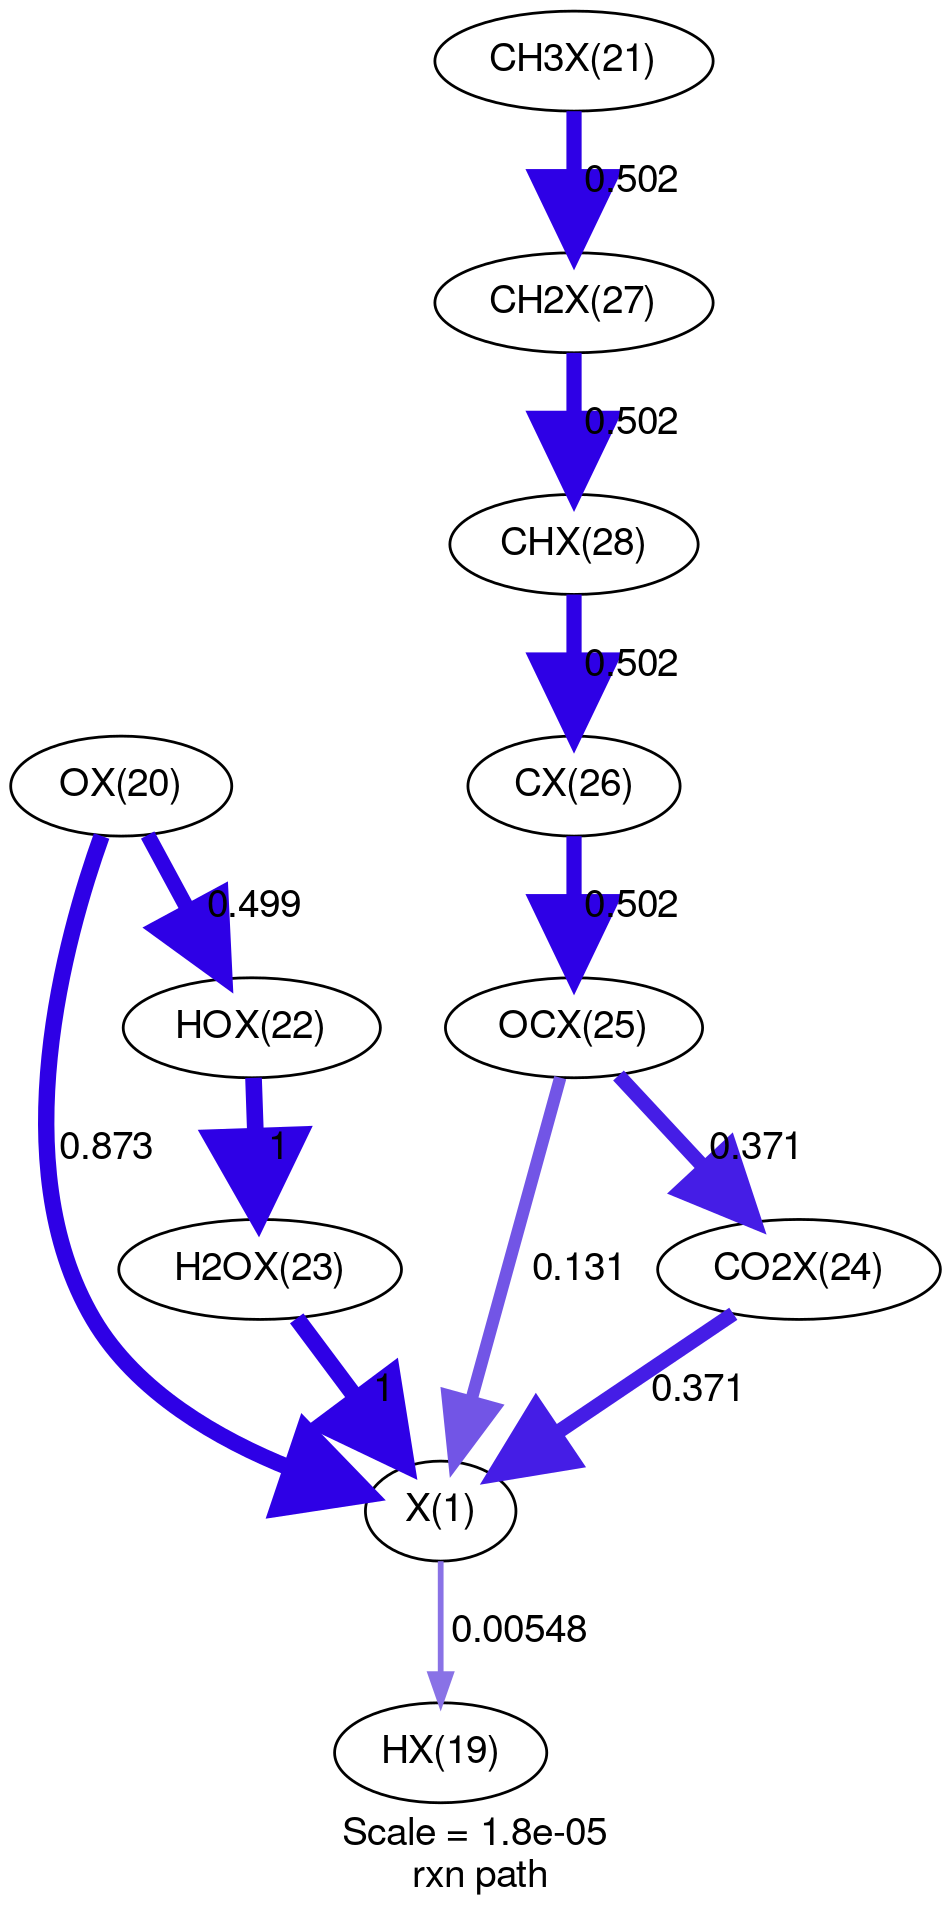 CH3X(21)
0.502
CH2X(27)
0.502
CHX(28)
0.502
OX(20)
CX(26)
0.499
0.502
HOX(22)
OCX(25)
0.873
1
0.371
H2OX(23)
0.131
CO2X(24)
1
0.371
X(1)
0.00548
HX(19)
Scale = 1.8e-05
rxn path